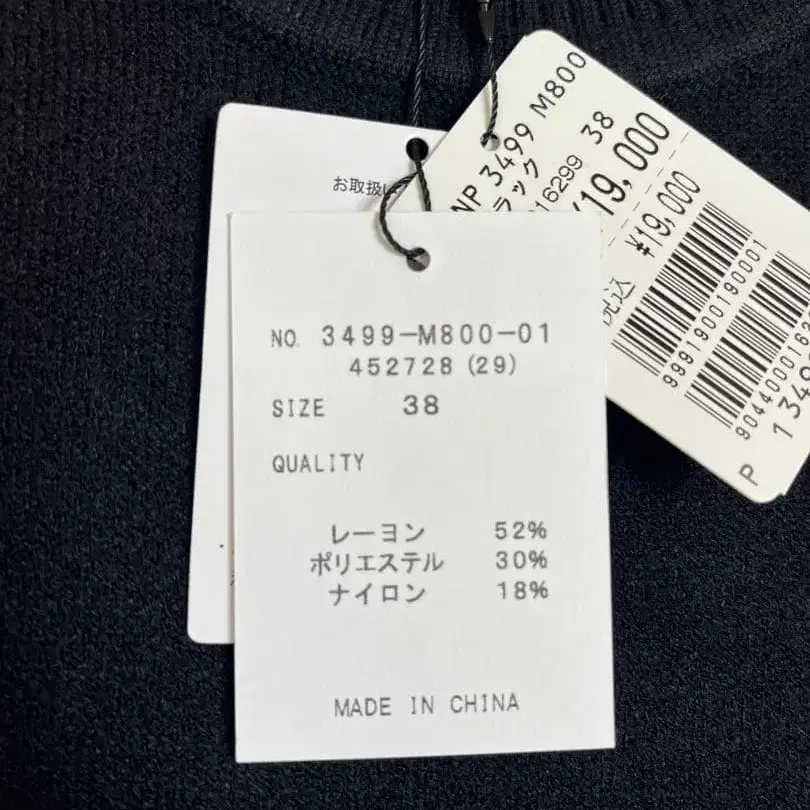 NO. 3499-M800-01
452728 (29)
SIZE 38
QUALITY
レーヨン 52%
ポリエステル 30%
ナイロン 18%
MADE IN CHINA
お取扱
NP 3499 M800
ラック
16299 38
¥19,000
税込 ¥19,000
9991900190001
P